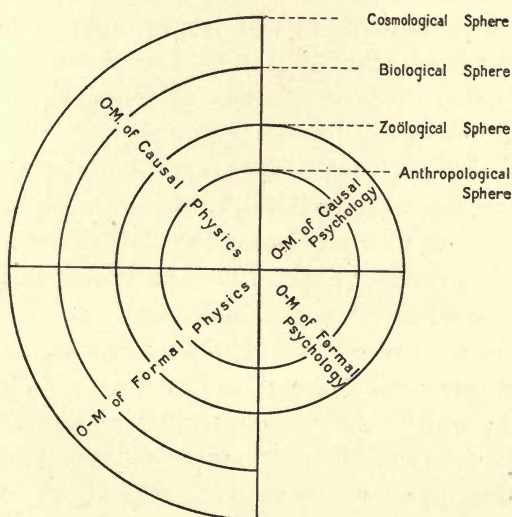 Cosmological Sphere
Biological Sphere
Zoölogical Sphere
Anthropological
Sphere
O-M. of Causal Physics
O-M. of Causal
Psychology
O-M of Formal Physics
O-M of Formal
Psychology